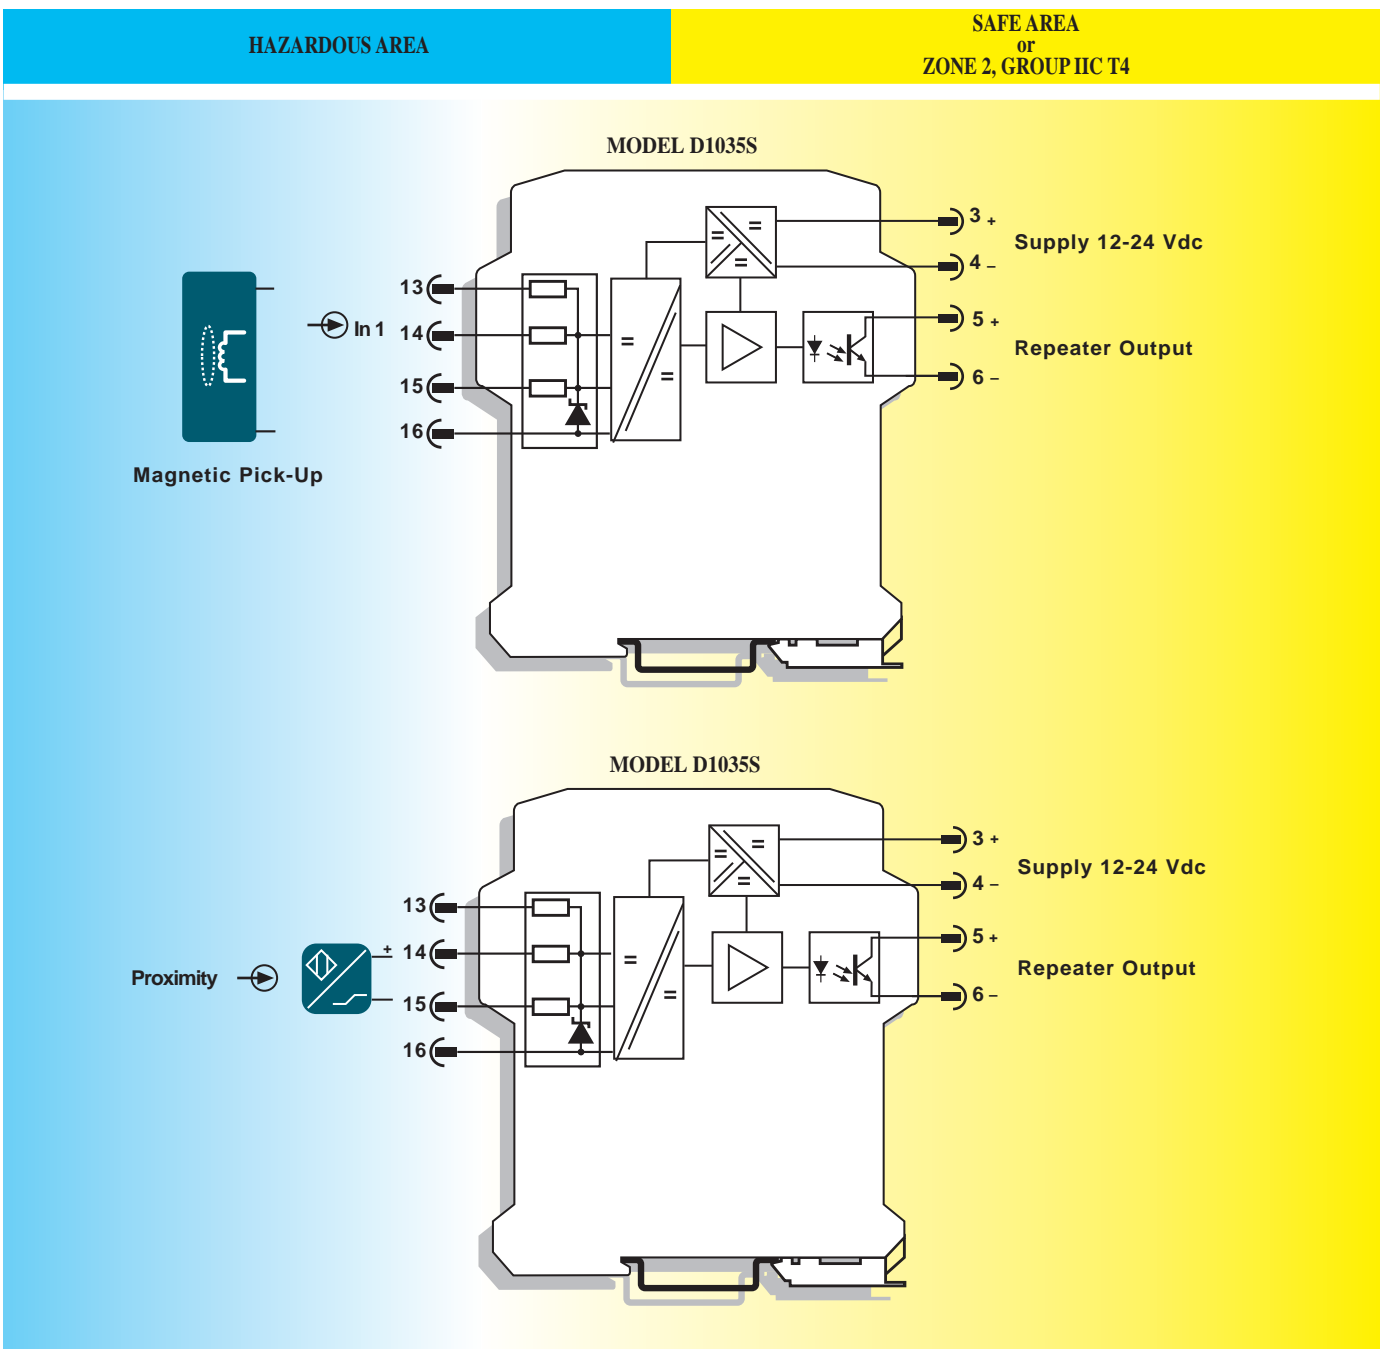 HAZARDOUS AREA
SAFE AREA
or
ZONE 2, GROUP IIC T4
MODEL D1035S
3 +
Supply 12-24 Vdc
4 –
13
In 1
14
15
16
5 +
Repeater Output
6 –
Magnetic Pick-Up
MODEL D1035S
3 +
Supply 12-24 Vdc
4 –
13
+
14
Proximity
15
16
5 +
Repeater Output
6 –